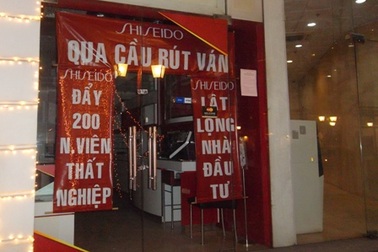 SHISEIDO
QUA CẦU RÚT VÁN
SHISEIDO
ĐẨY
200
N.VIÊN
THẤT
NGHIỆP
SHISEIDO
LẬT
LỌNG
NHÀ
ĐẦU
TƯ